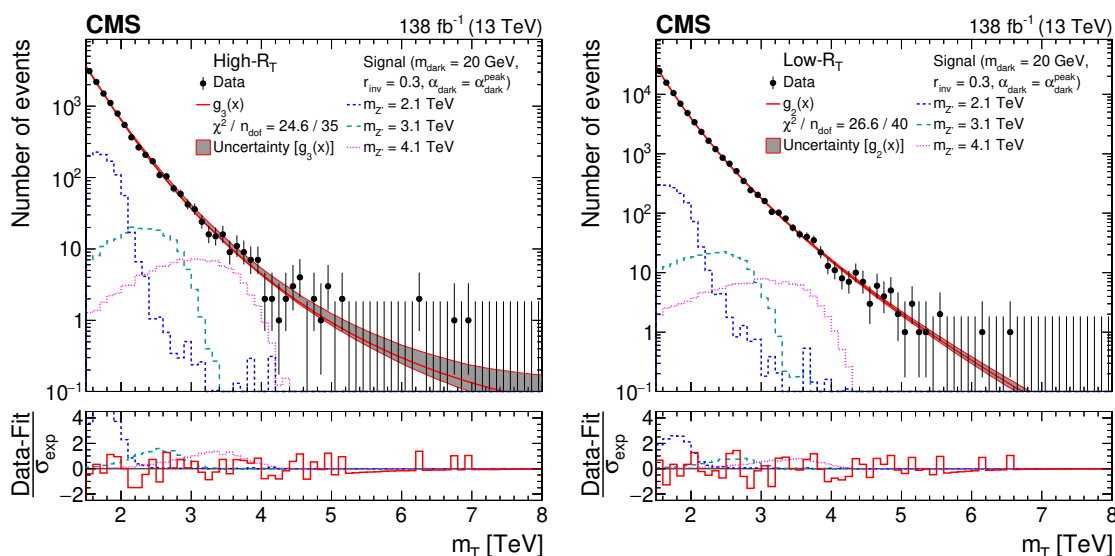 CMS 138 fb⁻¹ (13 TeV)
Number of events
High-R_T
Data
g₃(x)
χ² / n_dof = 24.6 / 35
Uncertainty [g₃(x)]
Signal (m_dark = 20 GeV,
r_inv = 0.3, α_dark = α_dark^peak)
m_Z' = 2.1 TeV
m_Z' = 3.1 TeV
m_Z' = 4.1 TeV
10³
10²
10
1
10⁻¹
Data-Fit
σ_exp
4
2
0
−2
2 3 4 5 6 7 8
m_T [TeV]
CMS 138 fb⁻¹ (13 TeV)
Number of events
Low-R_T
Data
g₂(x)
χ² / n_dof = 26.6 / 40
Uncertainty [g₂(x)]
Signal (m_dark = 20 GeV,
r_inv = 0.3, α_dark = α_dark^peak)
m_Z' = 2.1 TeV
m_Z' = 3.1 TeV
m_Z' = 4.1 TeV
10⁴
10³
10²
10
1
10⁻¹
Data-Fit
σ_exp
4
2
0
−2
2 3 4 5 6 7 8
m_T [TeV]